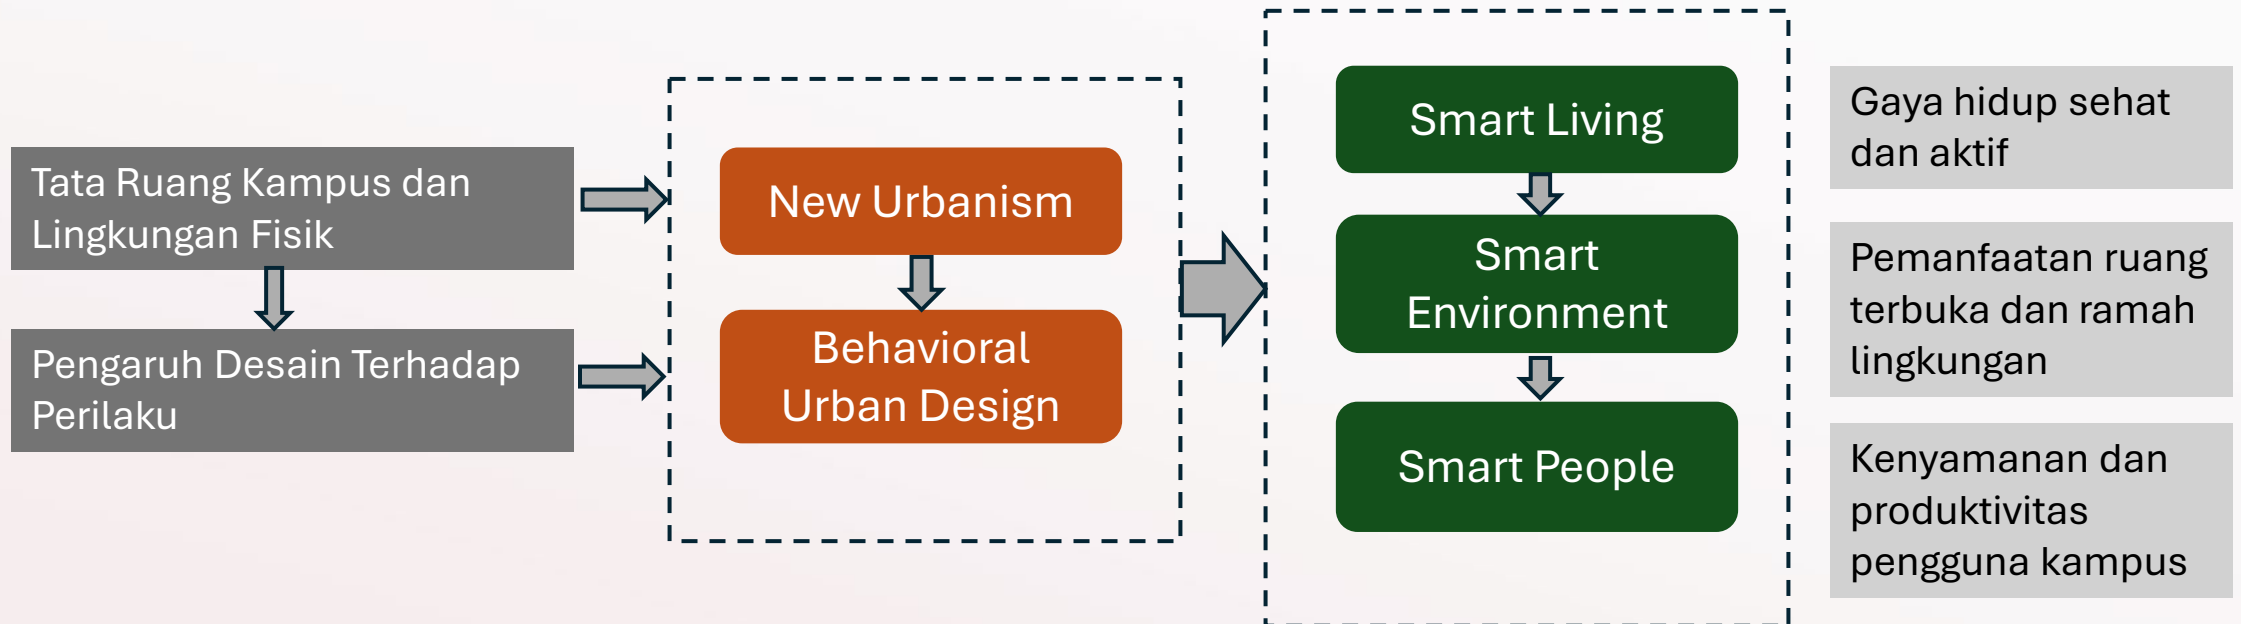 Tata Ruang Kampus dan
Lingkungan Fisik
Pengaruh Desain Terhadap
Perilaku
New Urbanism
Behavioral
Urban Design
Smart Living
Smart
Environment
Smart People
Gaya hidup sehat
dan aktif
Pemanfaatan ruang
terbuka dan ramah
lingkungan
Kenyamanan dan
produktivitas
pengguna kampus